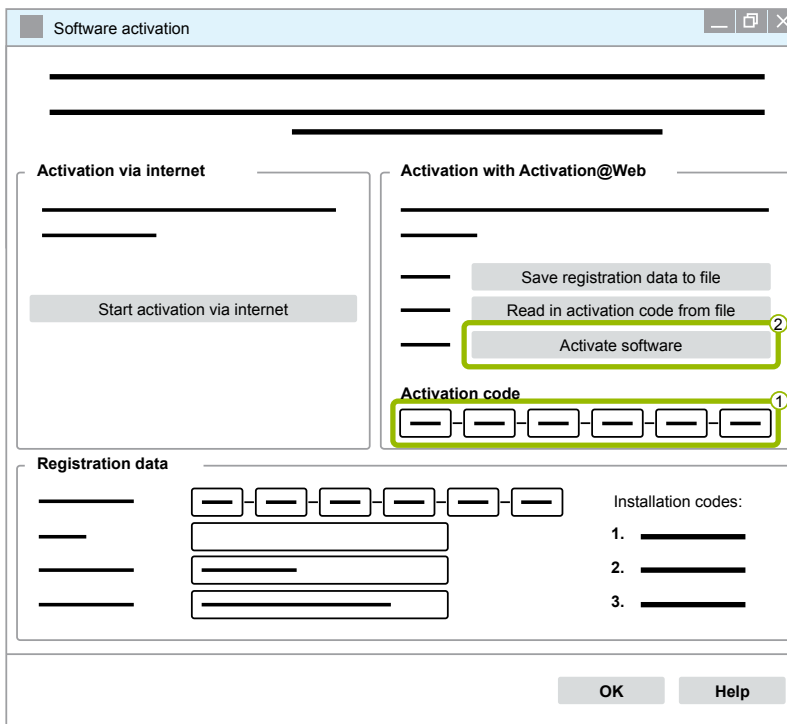 Software activation
Activation via internet
Start activation via internet
Activation with Activation@Web
Save registration data to file
Read in activation code from file
2
Activate software
Activation code
1
Registration data
Installation codes:
1.
2.
3.
OK
Help